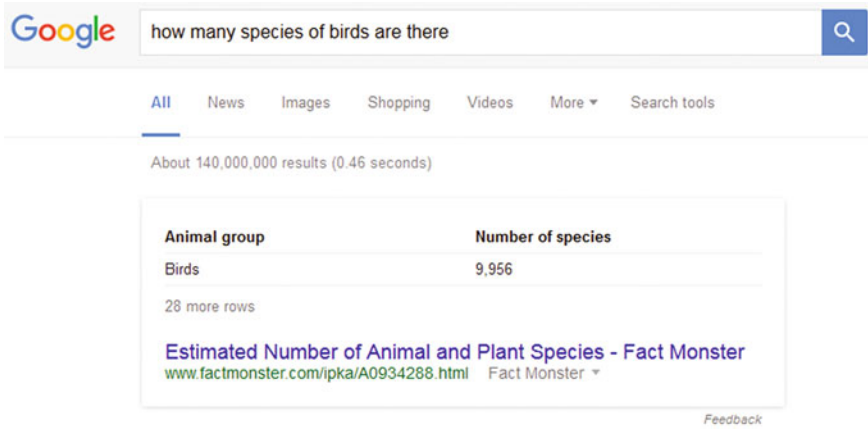 Google how many species of birds are there
All News Images Shopping Videos More Search tools
About 140,000,000 results (0.46 seconds)
Animal group Number of species
Birds 9,956
28 more rows
Estimated Number of Animal and Plant Species - Fact Monster
www.factmonster.com/ipka/A0934288.html Fact Monster
Feedback